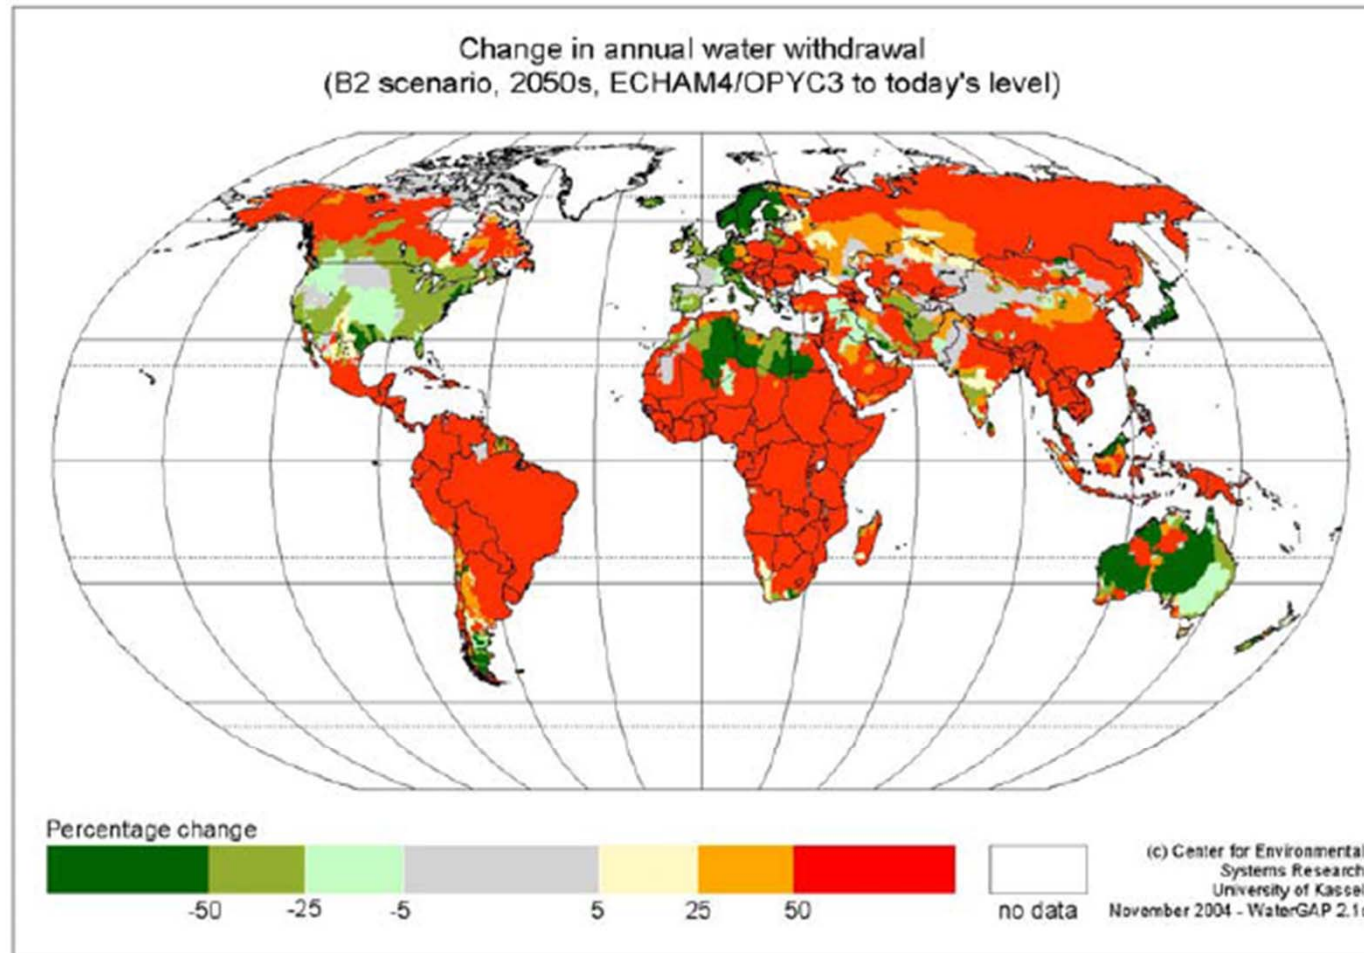 Change in annual water withdrawal
(B2 scenario, 2050s, ECHAM4/OPYC3 to today's level)
Percentage change
-50 -25 -5 5 25 50
no data
(c) Center for Environmental
Systems Research
University of Kassel
November 2004 - WaterGAP 2.1